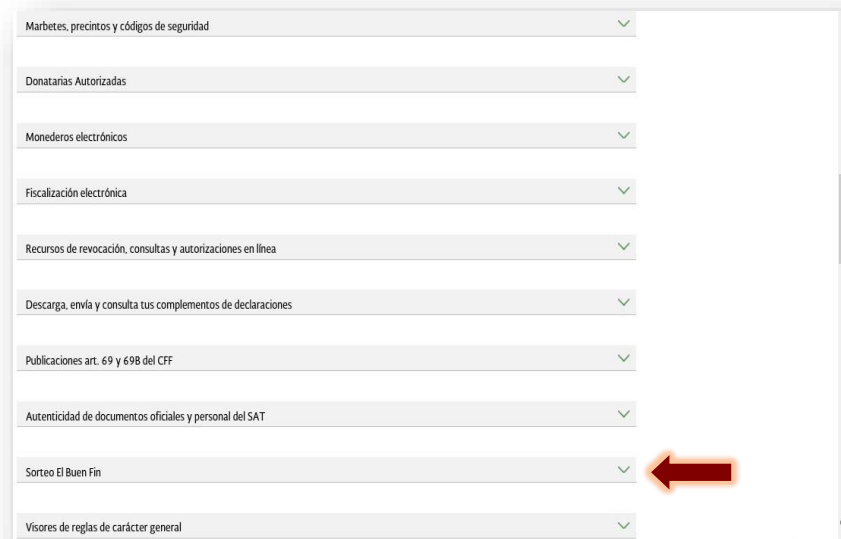 Marbetes, precintos y códigos de seguridad
Donatarias Autorizadas
Monederos electrónicos
Fiscalización electrónica
Recursos de revocación, consultas y autorizaciones en línea
Descarga, envía y consulta tus complementos de declaraciones
Publicaciones art. 69 y 69B del CFF
Autenticidad de documentos oficiales y personal del SAT
Sorteo El Buen Fin
Visores de reglas de carácter general